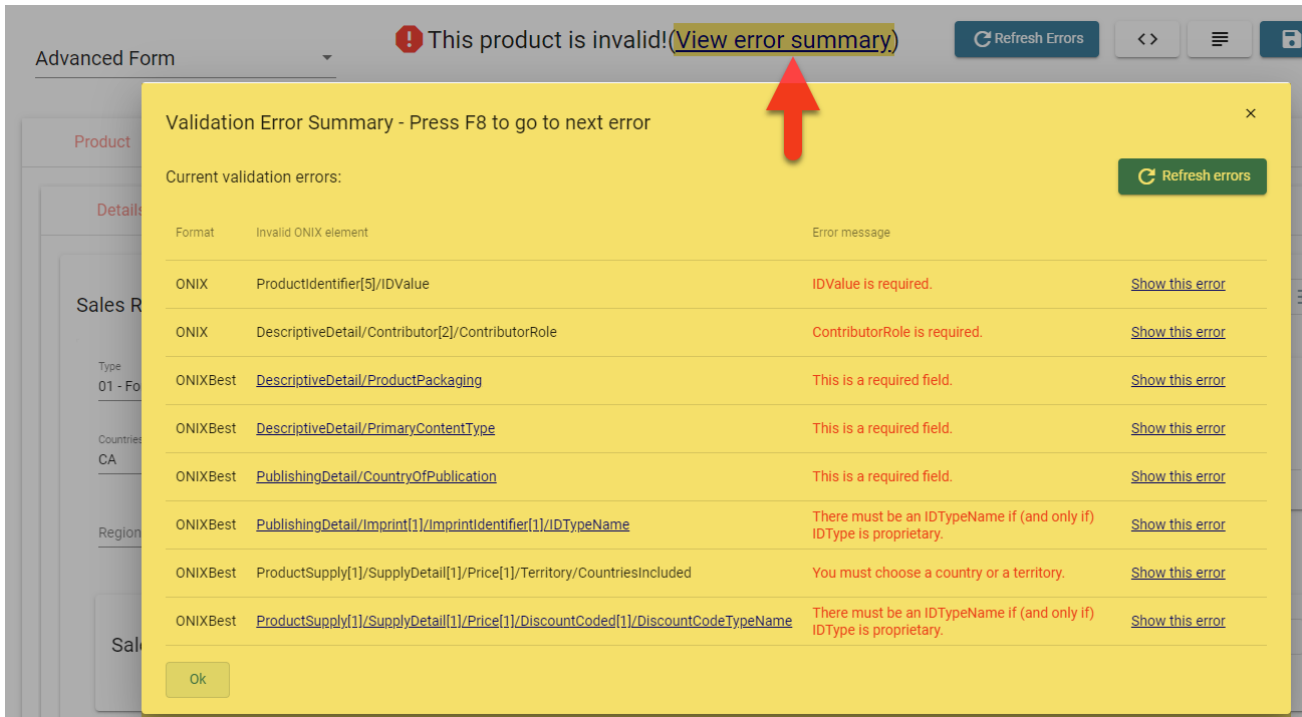 This product is invalid!(View error summary)
Refresh Errors
<>
Advanced Form
Validation Error Summary - Press F8 to go to next error
×
Product
Current validation errors:
Refresh errors
Details
Format Invalid ONIX element Error message
ONIX ProductIdentifier[5]/IDValue IDValue is required. Show this error
Sales R
ONIX DescriptiveDetail/Contributor[2]/ContributorRole ContributorRole is required. Show this error
Type
01 - Fo
ONIXBest DescriptiveDetail/ProductPackaging This is a required field. Show this error
ONIXBest DescriptiveDetail/PrimaryContentType This is a required field. Show this error
Countries
CA
ONIXBest PublishingDetail/CountryOfPublication This is a required field. Show this error
Region
ONIXBest PublishingDetail/Imprint[1]/ImprintIdentifier[1]/IDTypeName There must be an IDTypeName if (and only if) Show this error
IDType is proprietary.
ONIXBest ProductSupply[1]/SupplyDetail[1]/Price[1]/Territory/CountriesIncluded You must choose a country or a territory. Show this error
ONIXBest ProductSupply[1]/SupplyDetail[1]/Price[1]/DiscountCoded[1]/DiscountCodeTypeName There must be an IDTypeName if (and only if) Show this error
IDType is proprietary.
Sal
Ok